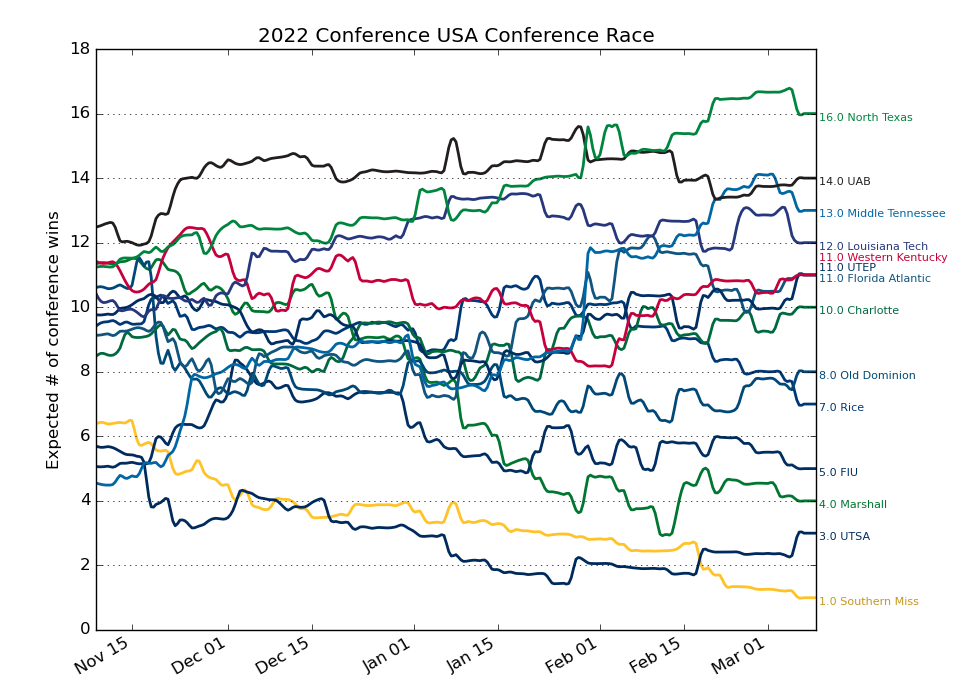 2022 Conference USA Conference Race
Expected # of conference wins
18
16
14
12
10
8
6
4
2
0
16.0 North Texas
14.0 UAB
13.0 Middle Tennessee
12.0 Louisiana Tech
11.0 Western Kentucky
11.0 UTEP
11.0 Florida Atlantic
10.0 Charlotte
8.0 Old Dominion
7.0 Rice
5.0 FIU
4.0 Marshall
3.0 UTSA
1.0 Southern Miss
Nov 15
Dec 01
Dec 15
Jan 01
Jan 15
Feb 01
Feb 15
Mar 01